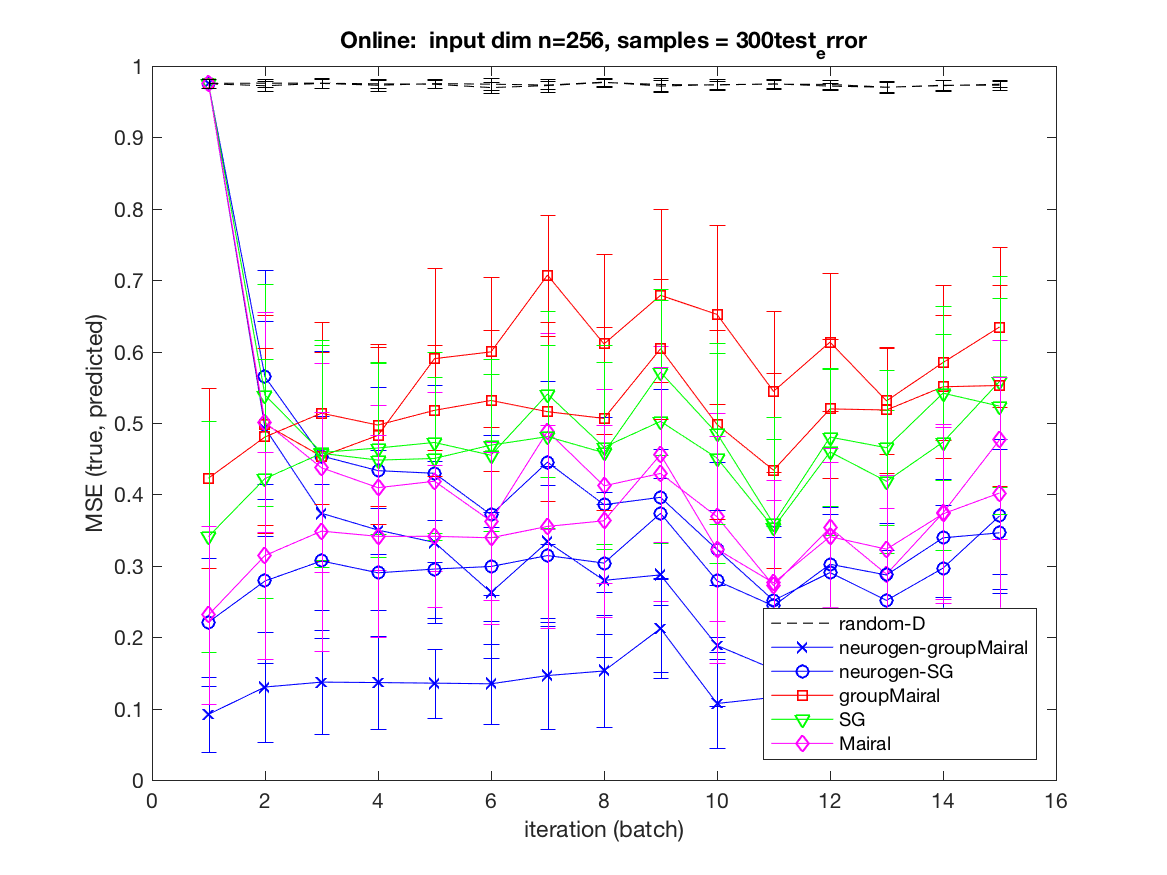 Online:  input dim n=256, samples = 300test_error
1
0.9
0.8
0.7
0.6
0.5
0.4
0.3
0.2
0.1
0
MSE (true, predicted)
random-D
neurogen-groupMairal
neurogen-SG
groupMairal
SG
Mairal
0 2 4 6 8 10 12 14 16
iteration (batch)